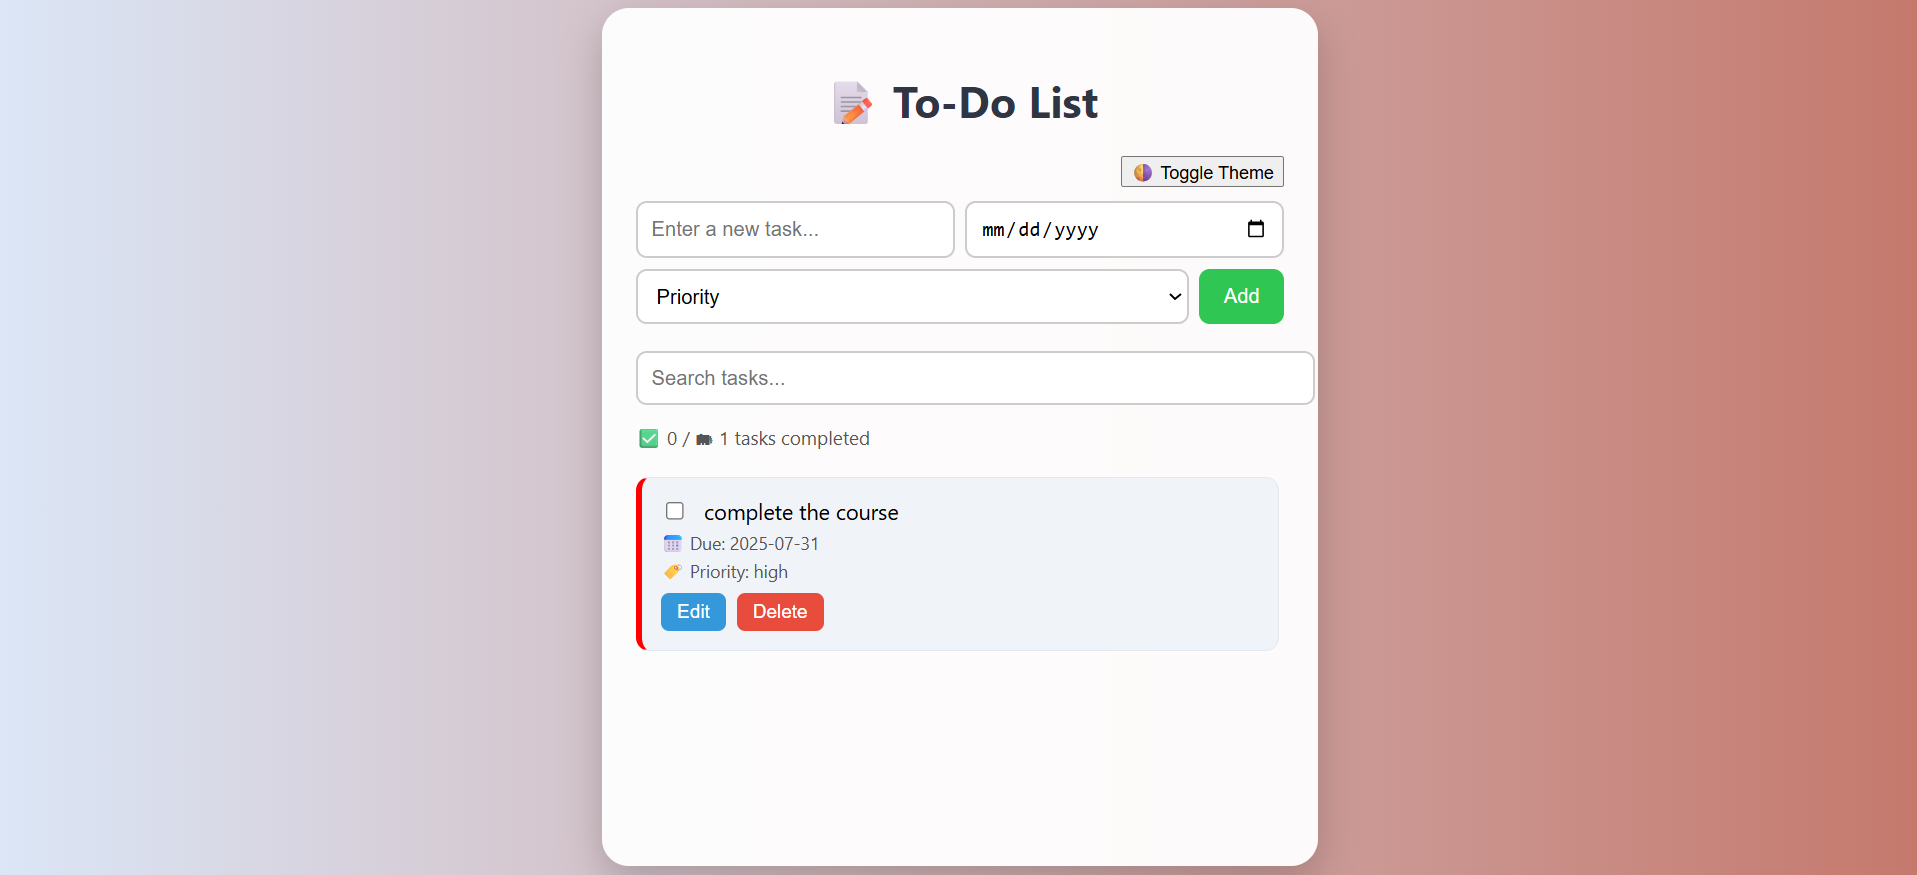 To-Do List
Toggle Theme
Enter a new task...
mm/dd/yyyy
Priority
Add
Search tasks...
0 / 1 tasks completed
complete the course
Due: 2025-07-31
Priority: high
Edit
Delete